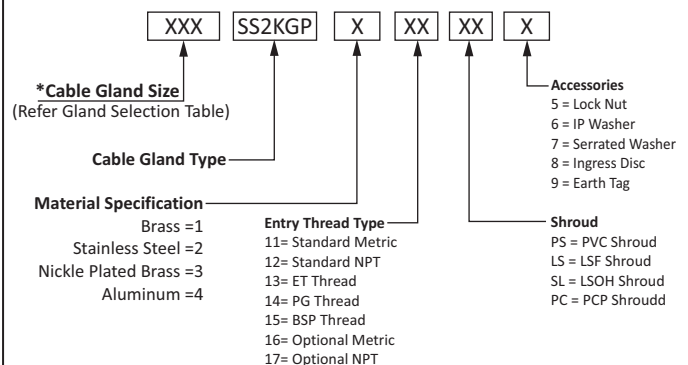 XXX SS2KGP X XX XX X
*Cable Gland Size
(Refer Gland Selection Table)
Cable Gland Type
Material Specification
Brass =1
Stainless Steel =2
Nickle Plated Brass =3
Aluminum =4
Entry Thread Type
11= Standard Metric
12= Standard NPT
13= ET Thread
14= PG Thread
15= BSP Thread
16= Optional Metric
17= Optional NPT
Accessories
5 = Lock Nut
6 = IP Washer
7 = Serrated Washer
8 = Ingress Disc
9 = Earth Tag
Shroud
PS = PVC Shroud
LS = LSF Shroud
SL = LSOH Shroud
PC = PCP Shroudd